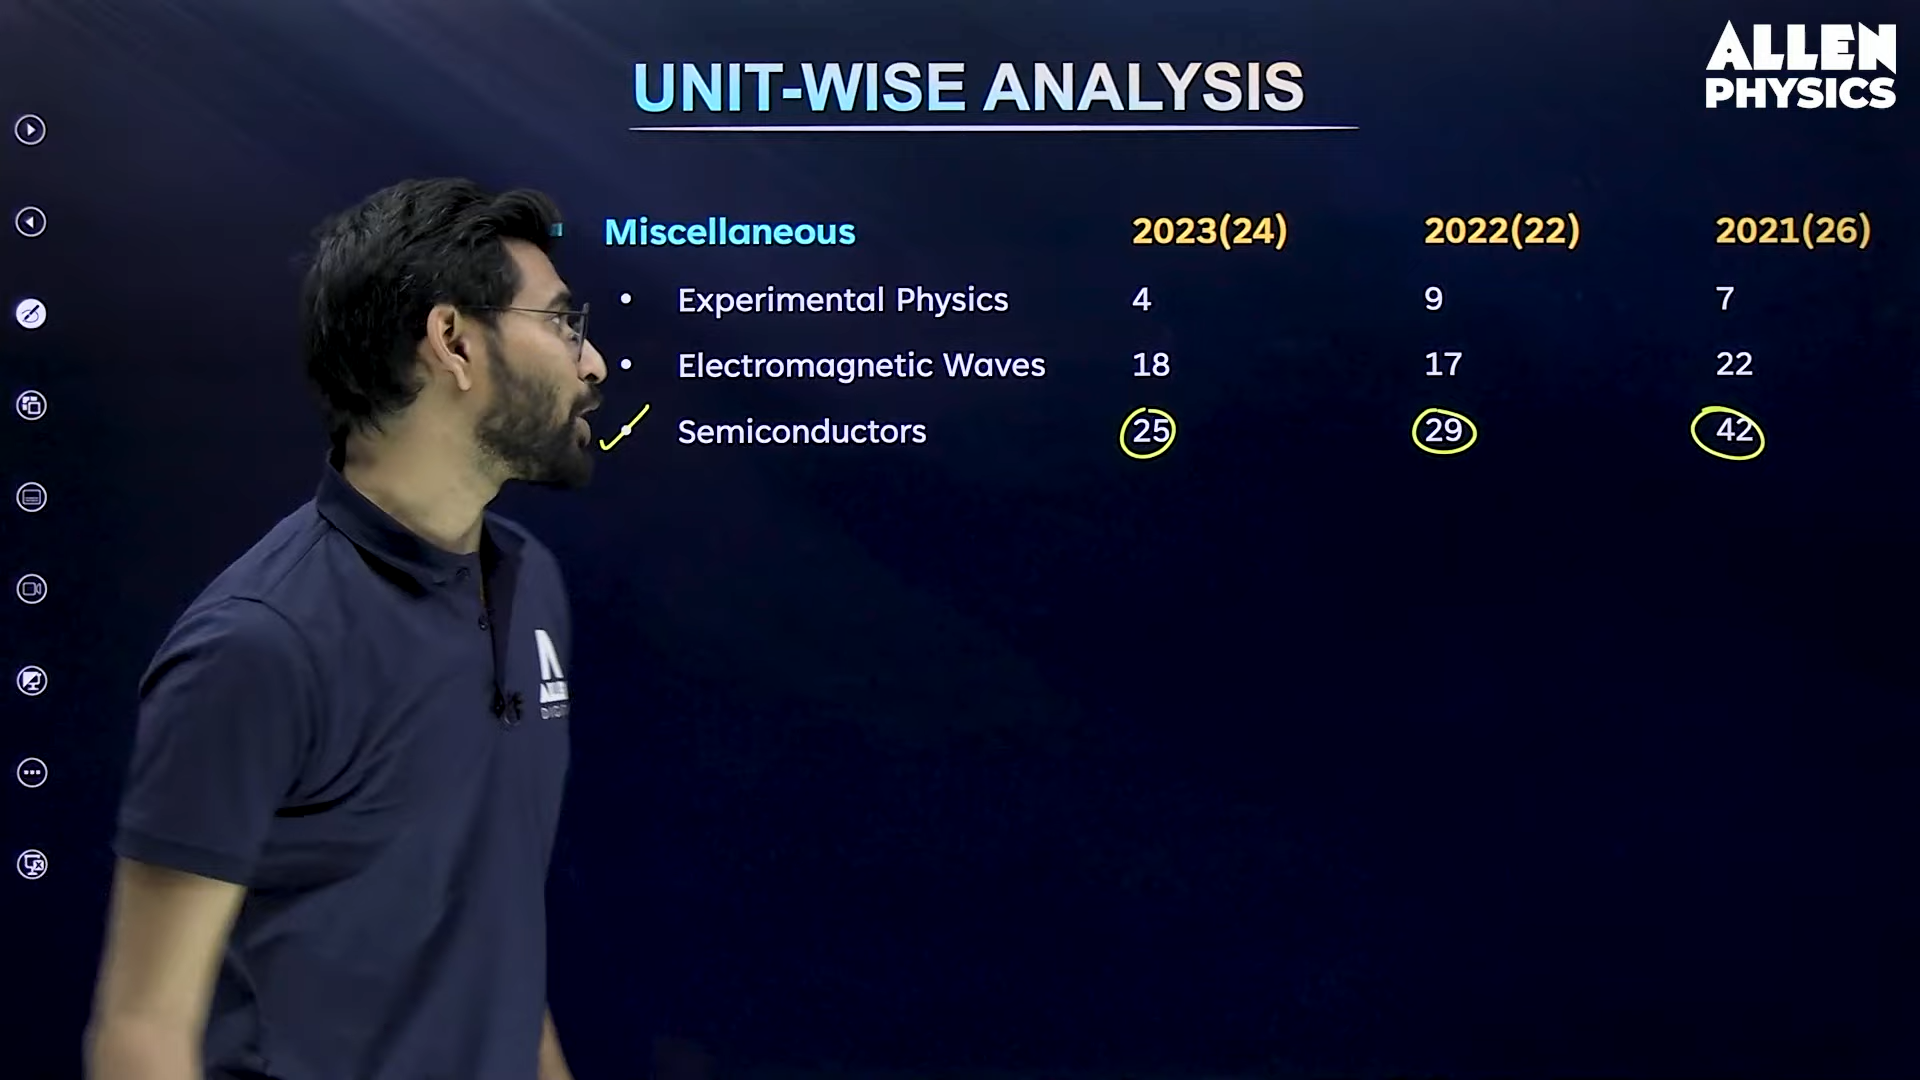 ALLEN
PHYSICS
UNIT-WISE ANALYSIS
Miscellaneous 2023(24) 2022(22) 2021(26)
• Experimental Physics 4 9 7
• Electromagnetic Waves 18 17 22
• Semiconductors 25 29 42